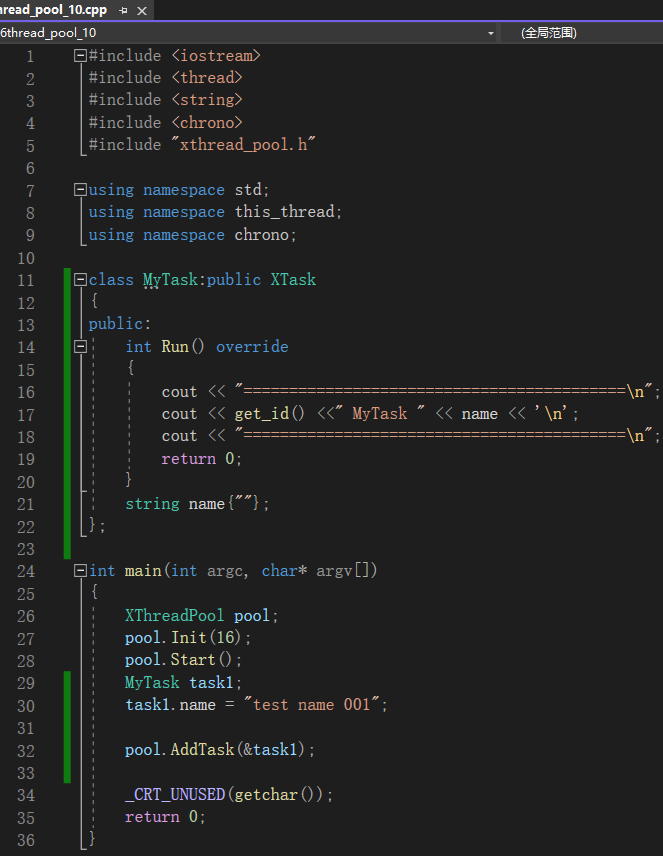 hread_pool_10.cpp
6thread_pool_10 (全局范围)
1 #include <iostream>
2 #include <thread>
3 #include <string>
4 #include <chrono>
5 #include "xthread_pool.h"
6
7 using namespace std;
8 using namespace this_thread;
9 using namespace chrono;
10
11 class MyTask:public XTask
12 {
13 public:
14 int Run() override
15 {
16 cout << "==========================================\n";
17 cout << get_id() <<" MyTask " << name << '\n';
18 cout << "==========================================\n";
19 return 0;
20 }
21 string name{""};
22 };
23
24 int main(int argc, char* argv[])
25 {
26 XThreadPool pool;
27 pool.Init(16);
28 pool.Start();
29 MyTask task1;
30 task1.name = "test name 001";
31
32 pool.AddTask(&task1);
33
34 _CRT_UNUSED(getchar());
35 return 0;
36 }